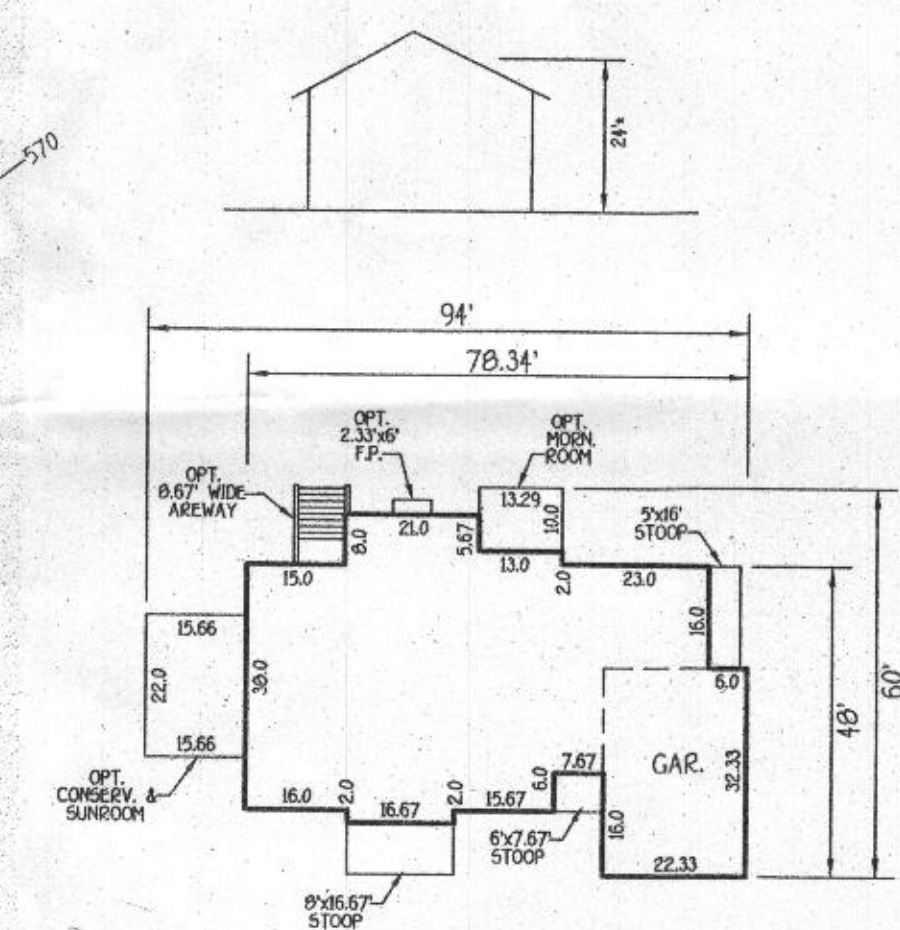 570
24'±
94'
78.34'
OPT.
2.33'x6'
F.P.
OPT.
MORN.
ROOM
OPT.
8.67' WIDE
AREWAY
13.29
10.0
5'x16'
STOOP
21.0
8.0
5.67
13.0
2.0
23.0
15.0
16.0
15.66
22.0
38.0
6.0
60'
48'
15.66
GAR.
32.33
7.67
6.0
OPT.
CONSERV. &
SUNROOM
16.0
2.0
16.67
2.0
15.67
16.0
6'x7.67'
STOOP
22.33
8'x16.67'
STOOP